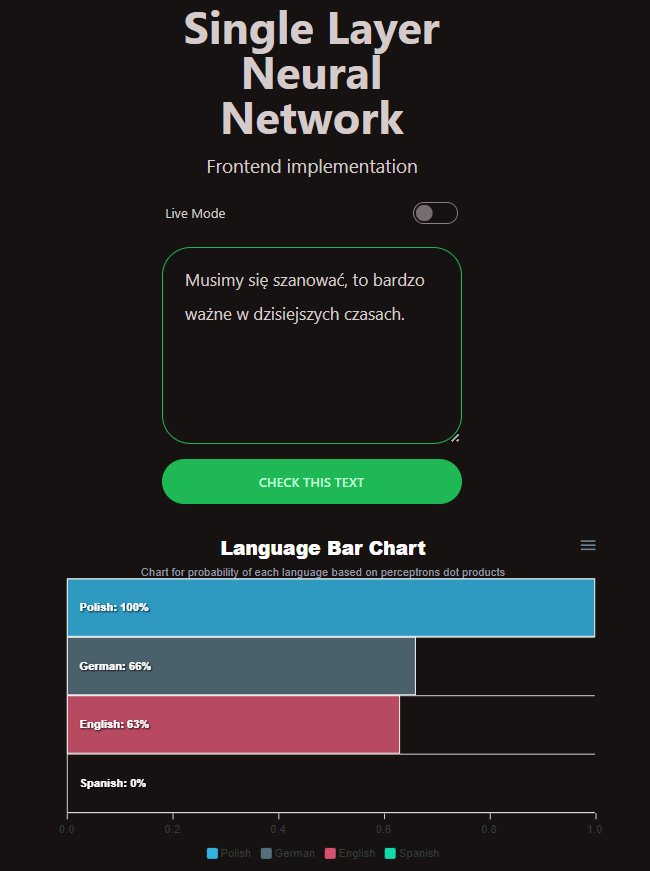 Single Layer
Neural
Network
Frontend implementation
Live Mode
Musimy się szanować, to bardzo
ważne w dzisiejszych czasach.
CHECK THIS TEXT
Language Bar Chart
Chart for probability of each language based on perceptrons dot products
Polish: 100%
German: 66%
English: 63%
Spanish: 0%
0.0 0.2 0.4 0.6 0.8 1.0
Polish German English Spanish